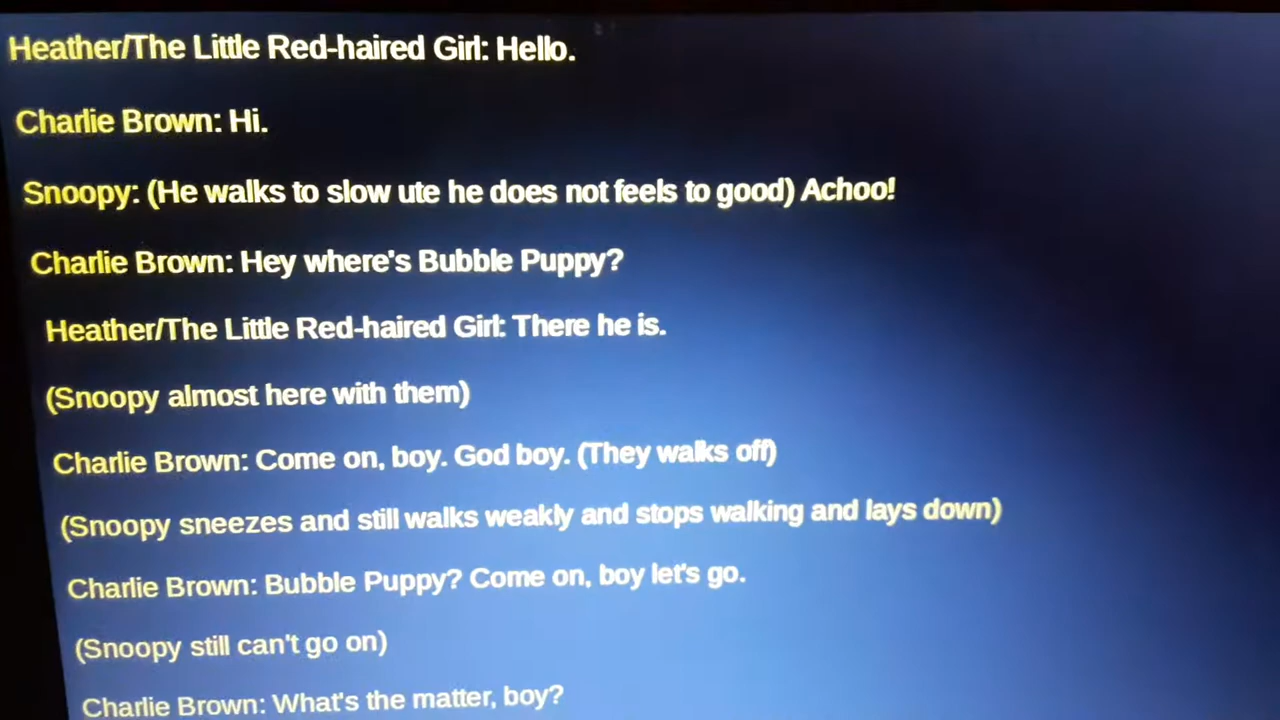 Heather/The Little Red-haired Girl: Hello.
Charlie Brown: Hi.
Snoopy: (He walks to slow ute he does not feels to good) Achoo!
Charlie Brown: Hey where's Bubble Puppy?
Heather/The Little Red-haired Girl: There he is.
(Snoopy almost here with them)
Charlie Brown: Come on, boy. God boy. (They walks off)
(Snoopy sneezes and still walks weakly and stops walking and lays down)
Charlie Brown: Bubble Puppy? Come on, boy let's go.
(Snoopy still can't go on)
Charlie Brown: What's the matter, boy?